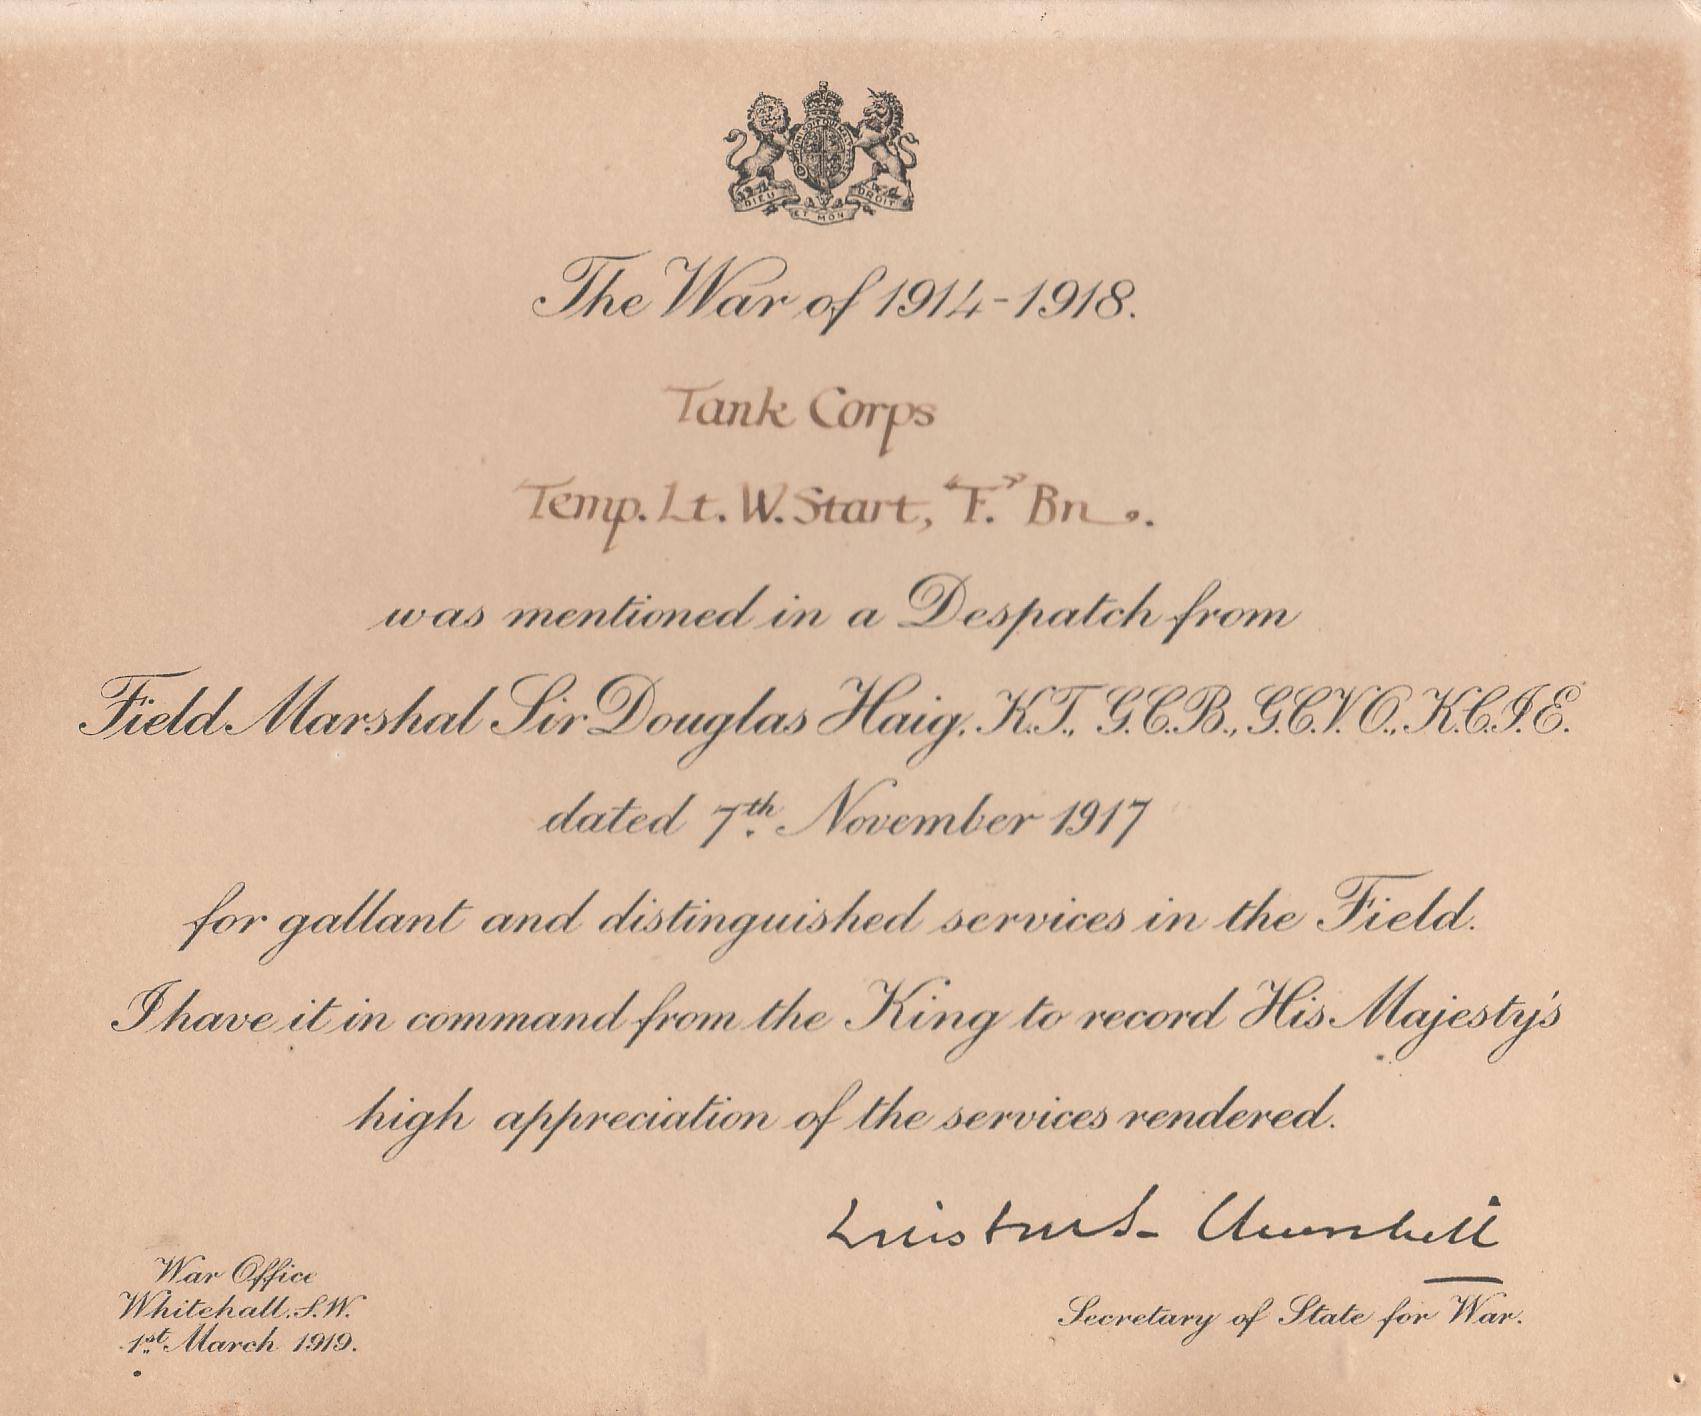 DIEU ET MON DROIT
The War of 1914-1918.
Tank Corps
Temp. Lt. W. Start, "F." Bn.
was mentioned in a Despatch from
Field Marshal Sir Douglas Haig, K.T., G.C.B., G.C.V.O., K.C.I.E.
dated 7th. November 1917
for gallant and distinguished services in the Field.
I have it in command from the King to record His Majesty's
high appreciation of the services rendered.
Winston S. Churchill
War Office
Whitehall. S.W.
1st. March 1919.
Secretary of State for War.